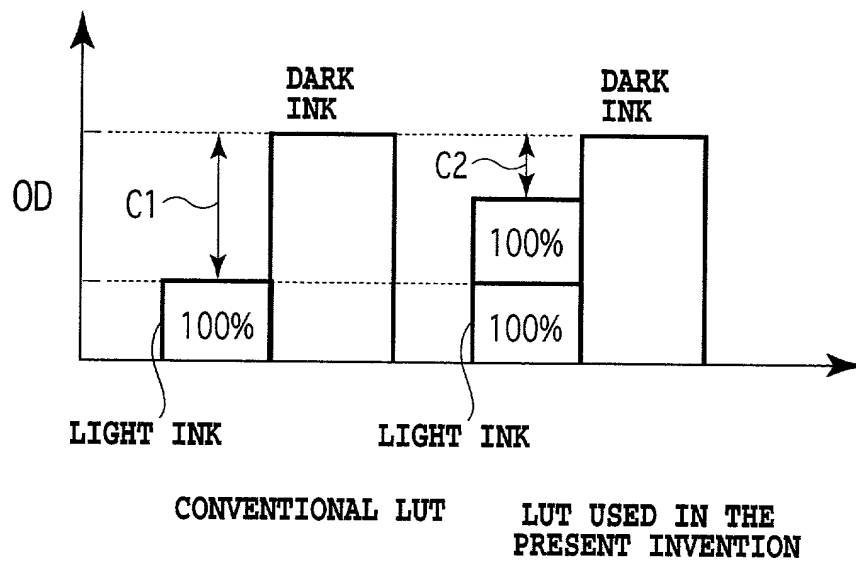 DARK
INK
DARK
INK
OD
C1
C2
100%
100%
100%
LIGHT INK
LIGHT INK
CONVENTIONAL LUT
LUT USED IN THE
PRESENT INVENTION